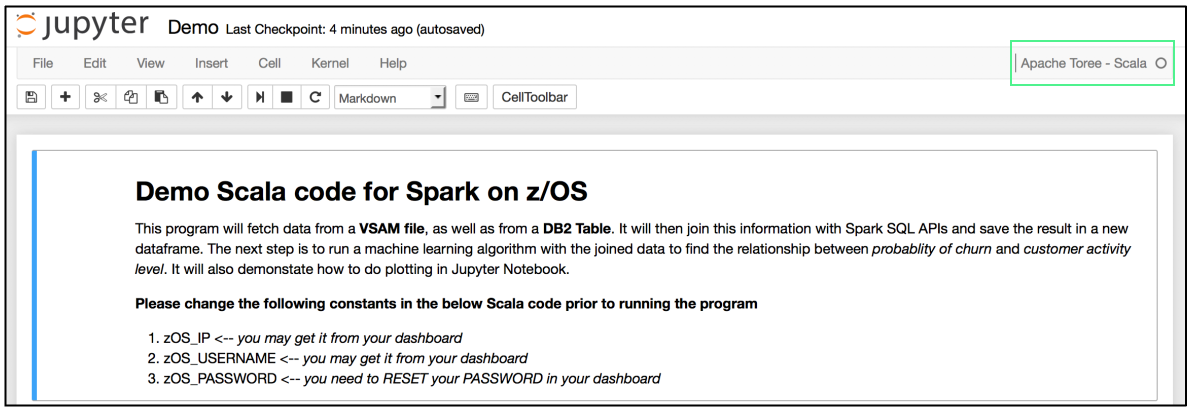 jupyter Demo Last Checkpoint: 4 minutes ago (autosaved)
File Edit View Insert Cell Kernel Help Apache Toree - Scala
Markdown CellToolbar
Demo Scala code for Spark on z/OS
This program will fetch data from a VSAM file, as well as from a DB2 Table. It will then join this information with Spark SQL APIs and save the result in a new
dataframe. The next step is to run a machine learning algorithm with the joined data to find the relationship between probablity of churn and customer activity
level. It will also demonstate how to do plotting in Jupyter Notebook.
Please change the following constants in the below Scala code prior to running the program
1. zOS_IP <-- you may get it from your dashboard
2. zOS_USERNAME <-- you may get it from your dashboard
3. zOS_PASSWORD <-- you need to RESET your PASSWORD in your dashboard